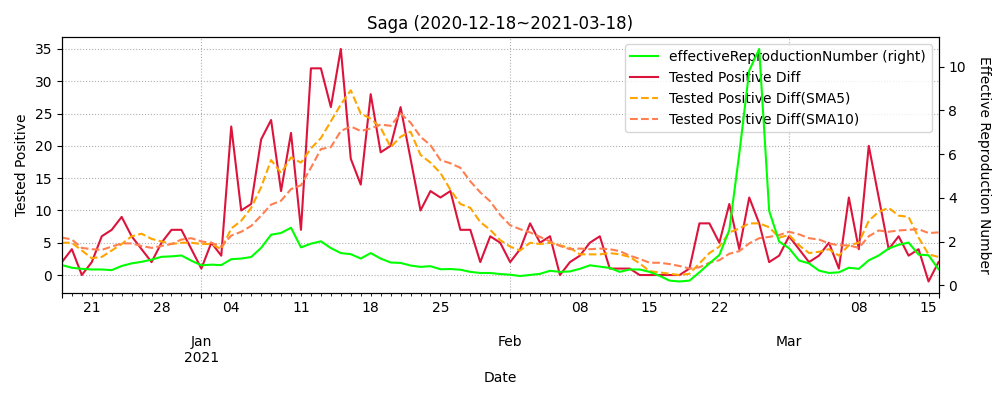 Saga (2020-12-18~2021-03-18)
effectiveReproductionNumber (right)
Tested Positive Diff
Tested Positive Diff(SMA5)
Tested Positive Diff(SMA10)
Tested Positive
35
30
25
20
15
10
5
0
10
8
6
4
2
0
Effective Reproduction Number
21 28 04 11 18 25 08 15 22 08 15
Jan Feb Mar
2021
Date